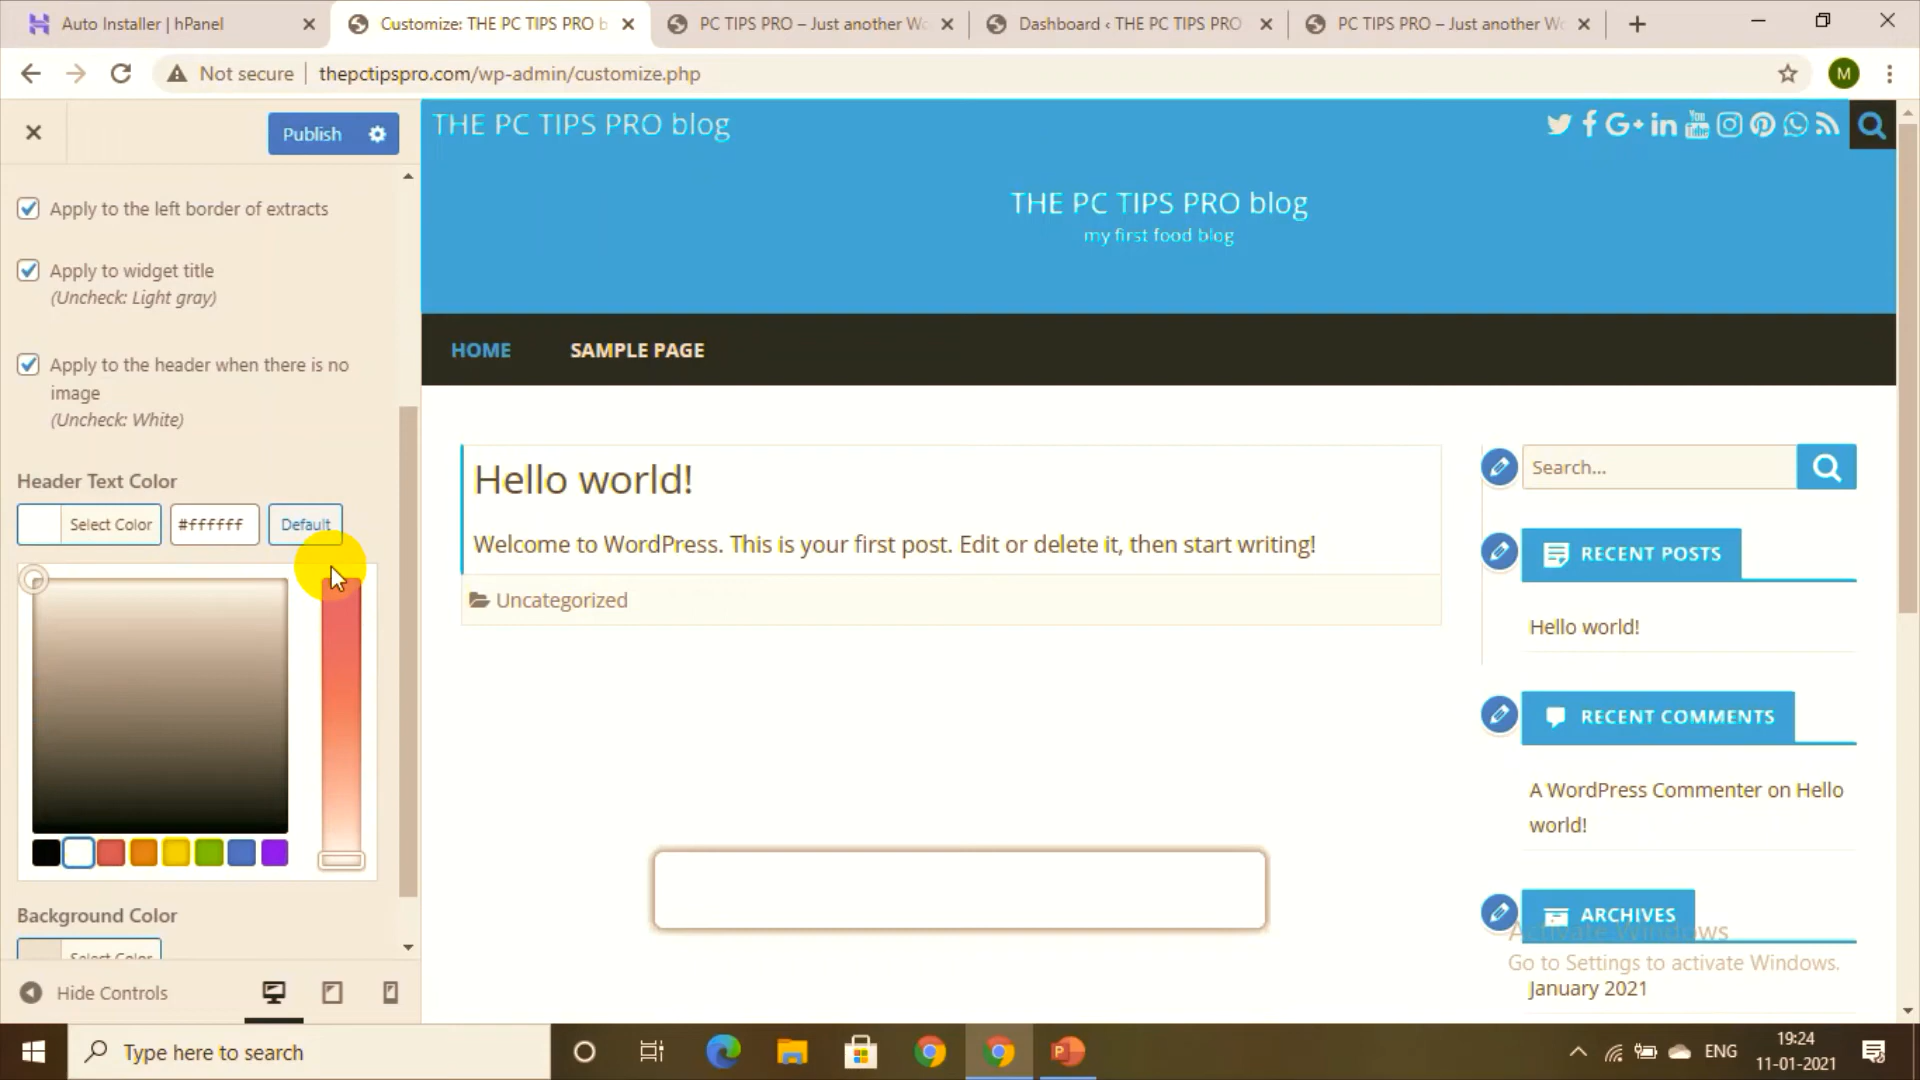 Auto Installer | hPanel
Customize: THE PC TIPS PRO b
PC TIPS PRO – Just another Wo
Dashboard ‹ THE PC TIPS PRO
PC TIPS PRO – Just another Wo
Not secure
thepctipspro.com/wp-admin/customize.php
M
Publish
Apply to the left border of extracts
Apply to widget title
(Uncheck: Light gray)
Apply to the header when there is no
image
(Uncheck: White)
Header Text Color
Select Color
#ffffff
Default
Background Color
Select Color
Hide Controls
THE PC TIPS PRO blog
THE PC TIPS PRO blog
my first food blog
HOME
SAMPLE PAGE
Hello world!
Welcome to WordPress. This is your first post. Edit or delete it, then start writing!
Uncategorized
Search...
RECENT POSTS
Hello world!
RECENT COMMENTS
A WordPress Commenter on Hello
world!
ARCHIVES
Activate Windows
Go to Settings to activate Windows.
January 2021
Type here to search
ENG
19:24
11-01-2021